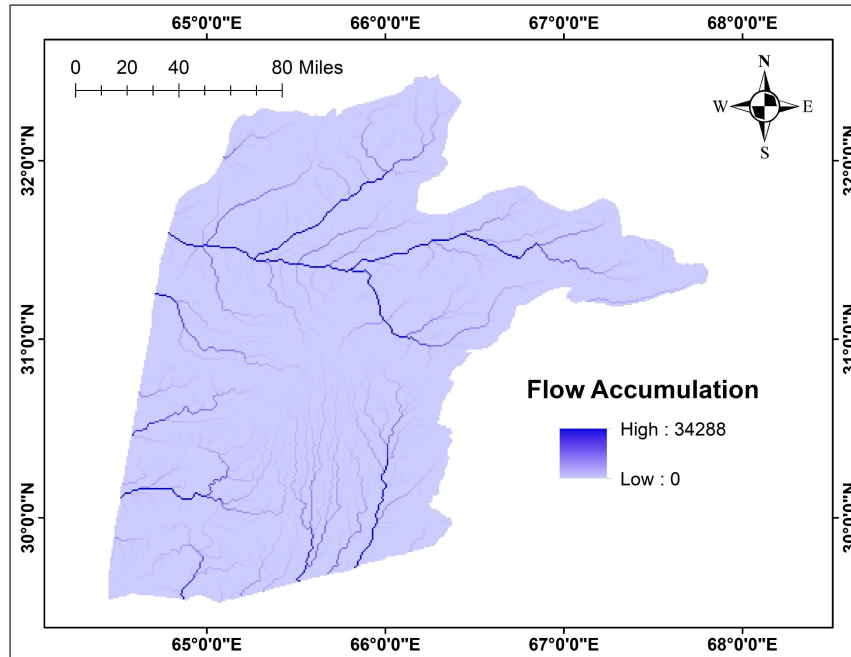 65°0'0"E 66°0'0"E 67°0'0"E 68°0'0"E
0 20 40 80 Miles
N
W E
S
32°0'0"N 32°0'0"N
31°0'0"N 31°0'0"N
Flow Accumulation
High : 34288
Low : 0
30°0'0"N 30°0'0"N
65°0'0"E 66°0'0"E 67°0'0"E 68°0'0"E